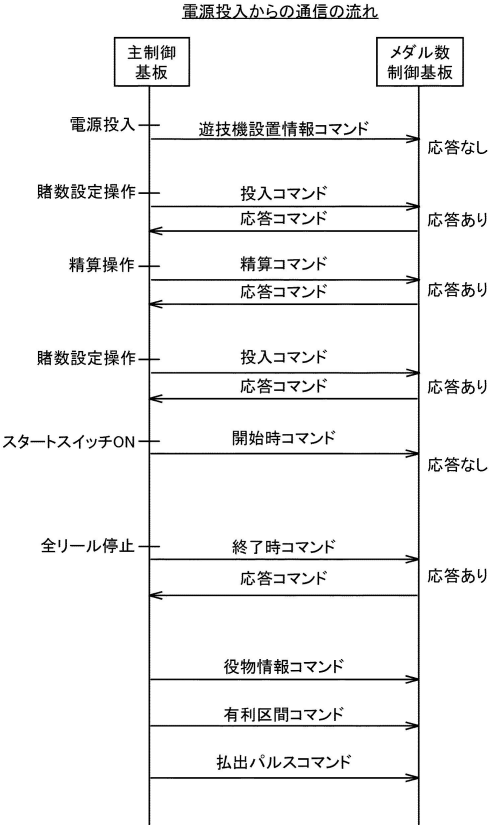 電源投入からの通信の流れ
主制御
基板
メダル数
制御基板
電源投入
遊技機設置情報コマンド
応答なし
賭数設定操作
投入コマンド
応答コマンド
応答あり
精算操作
精算コマンド
応答コマンド
応答あり
賭数設定操作
投入コマンド
応答コマンド
応答あり
スタートスイッチON
開始時コマンド
応答なし
全リール停止
終了時コマンド
応答コマンド
応答あり
役物情報コマンド
有利区間コマンド
払出パルスコマンド